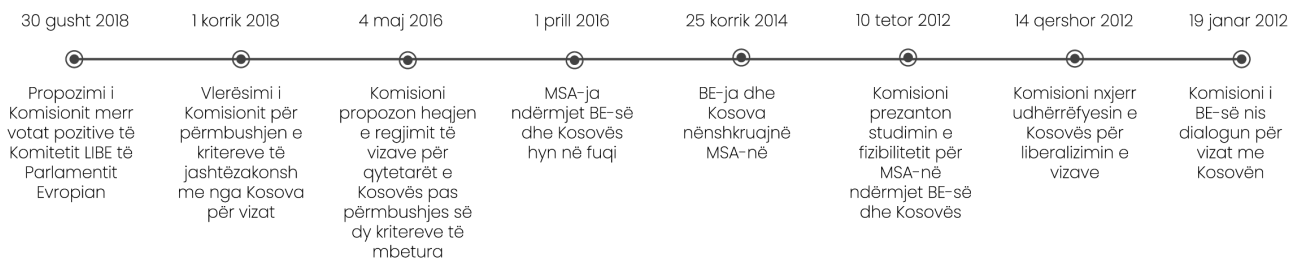 30 gusht 2018
Propozimi i
Komisionit merr
votat pozitive të
Komitetit LIBE të
Parlamentit
Evropian
1 korrik 2018
Vlerësimi i
Komisionit për
përmbushjen e
kritereve të
jashtëzakonsh
me nga Kosova
për vizat
4 maj 2016
Komisioni
propozon heqjen
e regjimit të
vizave për
qytetarët e
Kosovës pas
përmbushjes së
dy kritereve të
mbetura
1 prill 2016
MSA-ja
ndërmjet BE-së
dhe Kosovës
hyn në fuqi
25 korrik 2014
BE-ja dhe
Kosova
nënshkruajnë
MSA-në
10 tetor 2012
Komisioni
prezanton
studimin e
fizibilitetit për
MSA-në
ndërmjet BE-së
dhe Kosovës
14 qershor 2012
Komisioni nxjerr
udhërrëfyesin e
Kosovës për
liberalizimin e
vizave
19 janar 2012
Komisioni i
BE-së nis
dialogun për
vizat me
Kosovën